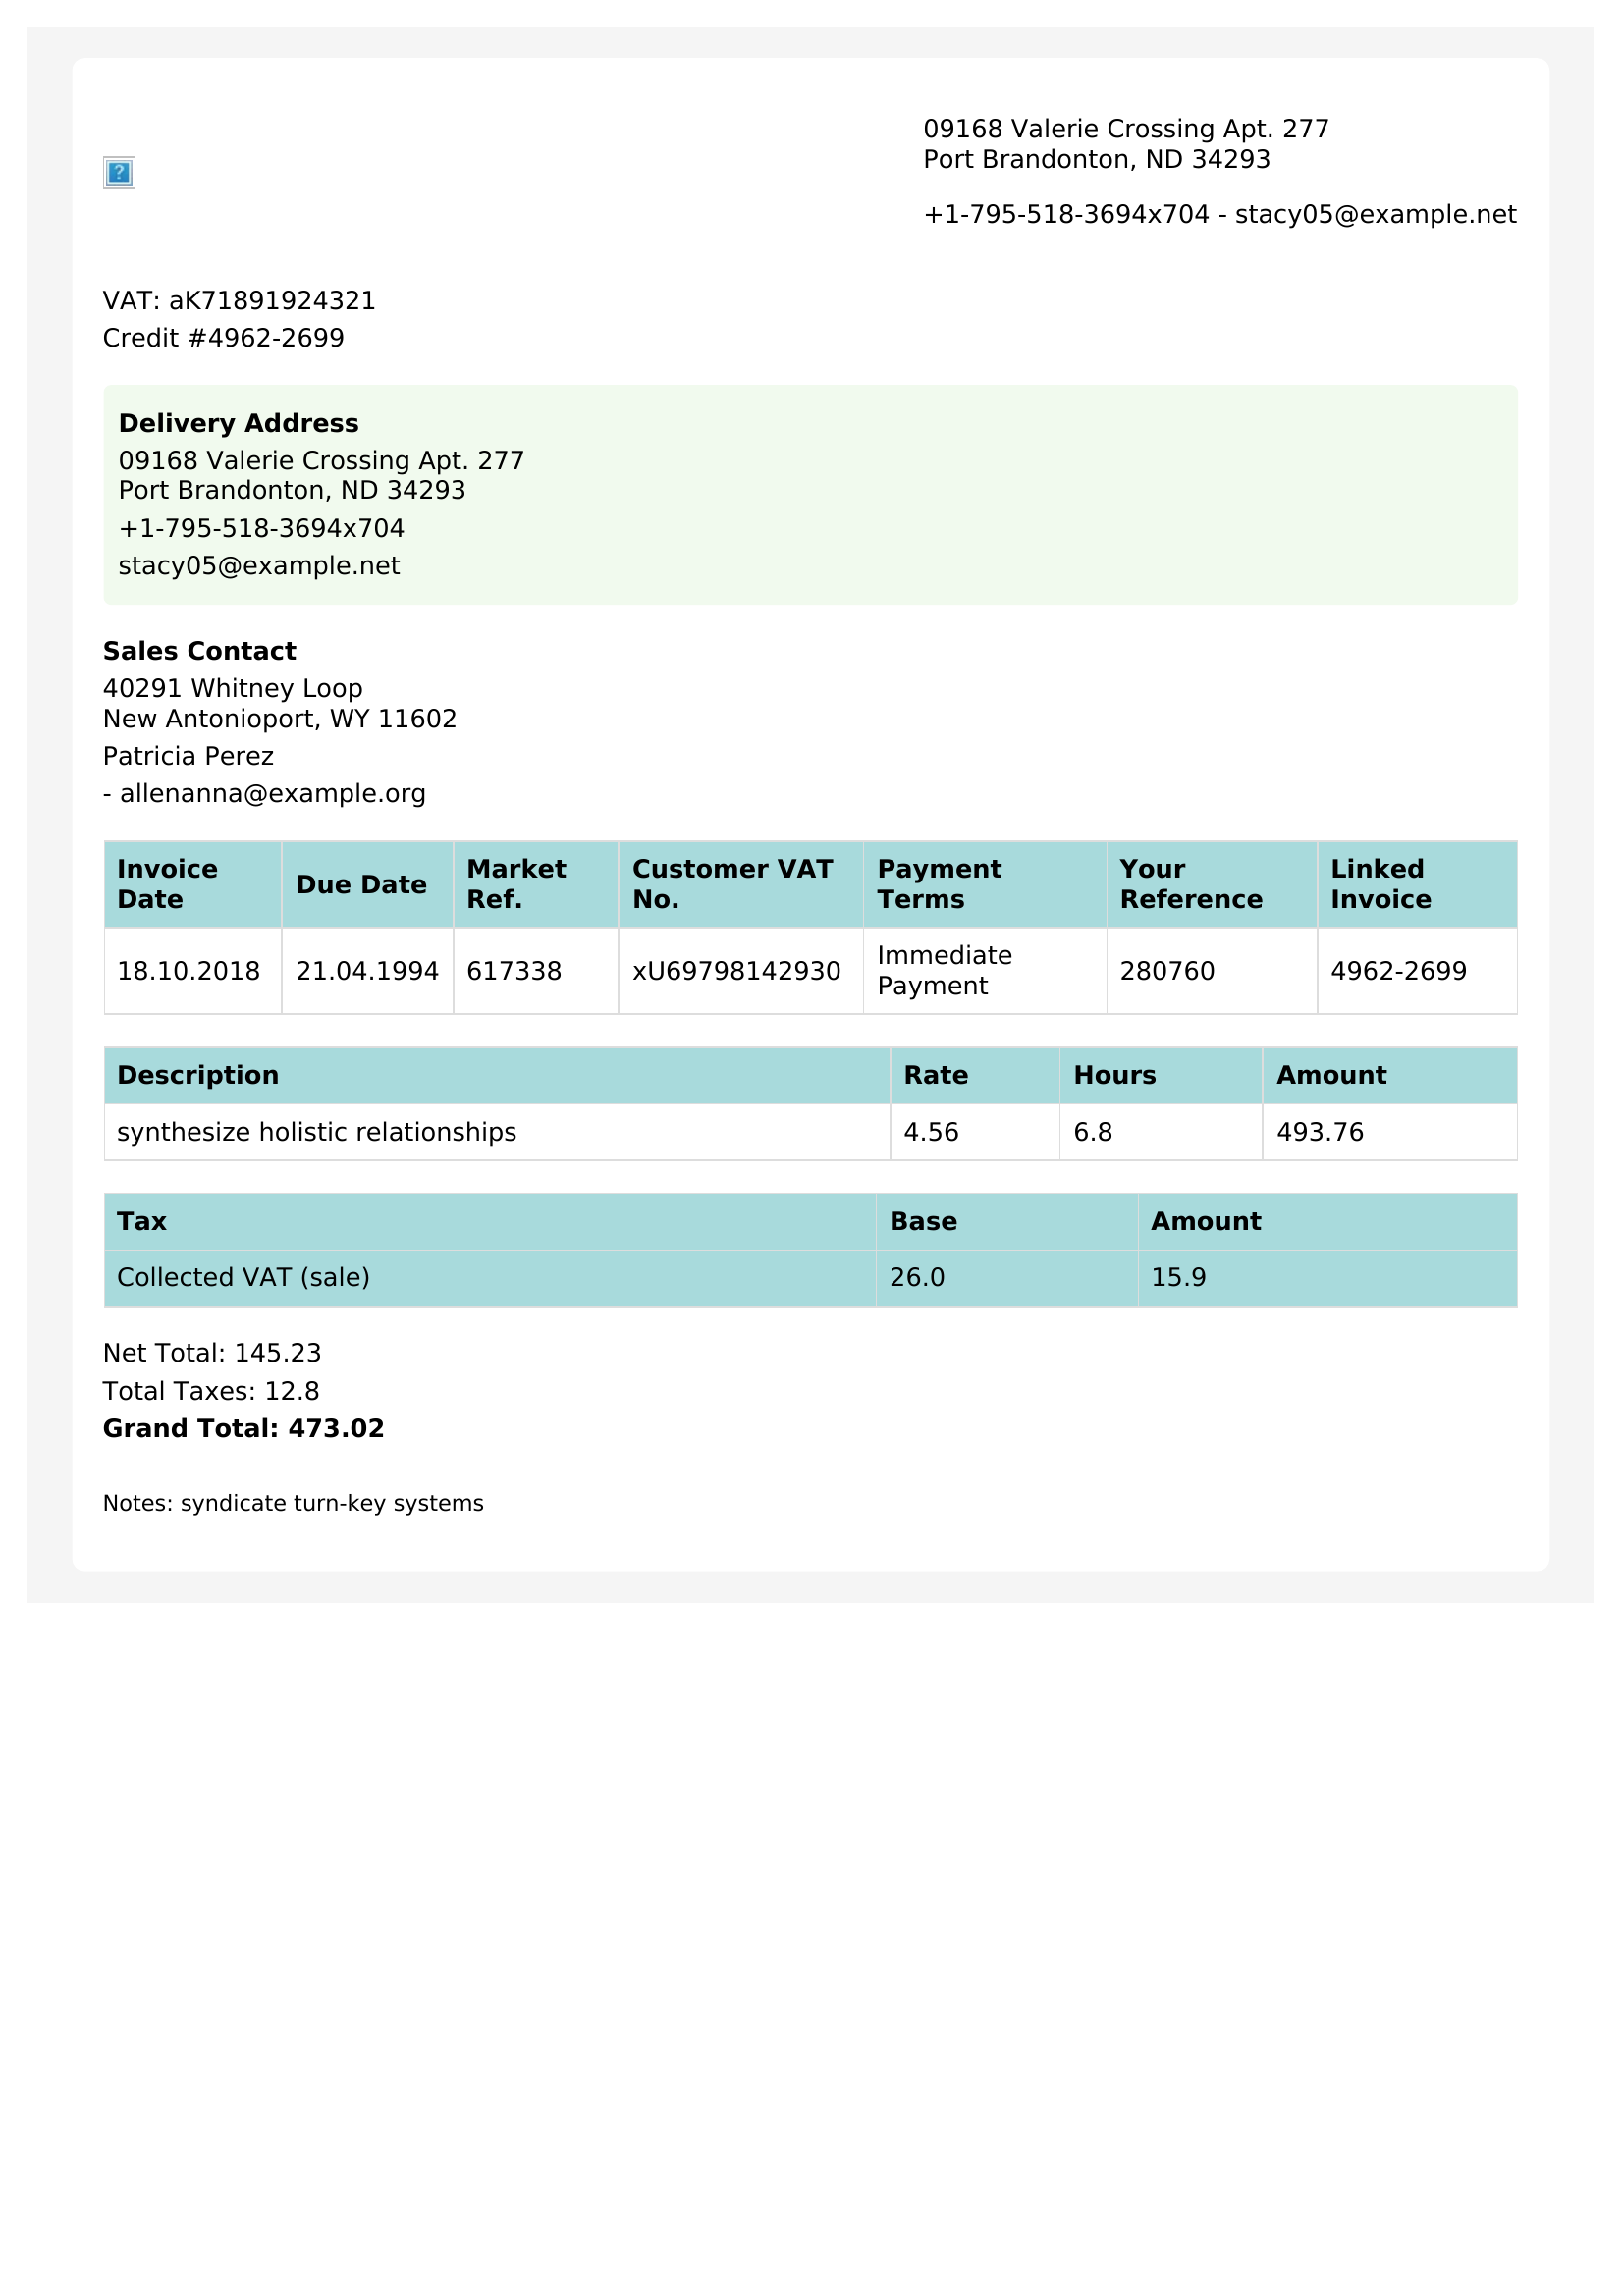 09168 Valerie Crossing Apt. 277
Port Brandonton, ND 34293
+1-795-518-3694x704 - stacy05@example.net
VAT: aK71891924321
Credit #4962-2699
Delivery Address
09168 Valerie Crossing Apt. 277
Port Brandonton, ND 34293
+1-795-518-3694x704
stacy05@example.net
Sales Contact
40291 Whitney Loop
New Antonioport, WY 11602
Patricia Perez
- allenanna@example.org
Invoice Date Due Date Market Ref. Customer VAT No. Payment Terms Your Reference Linked Invoice
18.10.2018 21.04.1994 617338 xU69798142930 Immediate Payment 280760 4962-2699
Description Rate Hours Amount
synthesize holistic relationships 4.56 6.8 493.76
Tax Base Amount
Collected VAT (sale) 26.0 15.9
Net Total: 145.23
Total Taxes: 12.8
Grand Total: 473.02
Notes: syndicate turn-key systems